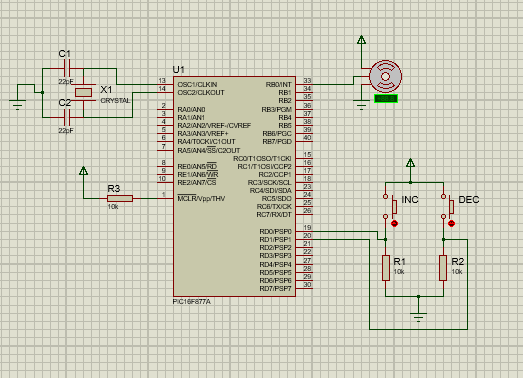 C1
22pF
X1
CRYSTAL
C2
22pF
R3
10k
U1
13 OSC1/CLKIN
14 OSC2/CLKOUT
2 RA0/AN0
3 RA1/AN1
4 RA2/AN2/VREF-/CVREF
5 RA3/AN3/VREF+
6 RA4/T0CKI/C1OUT
7 RA5/AN4/SS/C2OUT
8 RE0/AN5/RD
9 RE1/AN6/WR
10 RE2/AN7/CS
1 MCLR/Vpp/THV
RB0/INT 33
RB1 34
RB2 35
RB3/PGM 36
RB4 37
RB5 38
RB6/PGC 39
RB7/PGD 40
RC0/T1OSO/T1CKI 15
RC1/T1OSI/CCP2 16
RC2/CCP1 17
RC3/SCK/SCL 18
RC4/SDI/SDA 23
RC5/SDO 24
RC6/TX/CK 25
RC7/RX/DT 26
RD0/PSP0 19
RD1/PSP1 20
RD2/PSP2 21
RD3/PSP3 22
RD4/PSP4 27
RD5/PSP5 28
RD6/PSP6 29
RD7/PSP7 30
PIC16F877A
INC
DEC
R1
10k
R2
10k